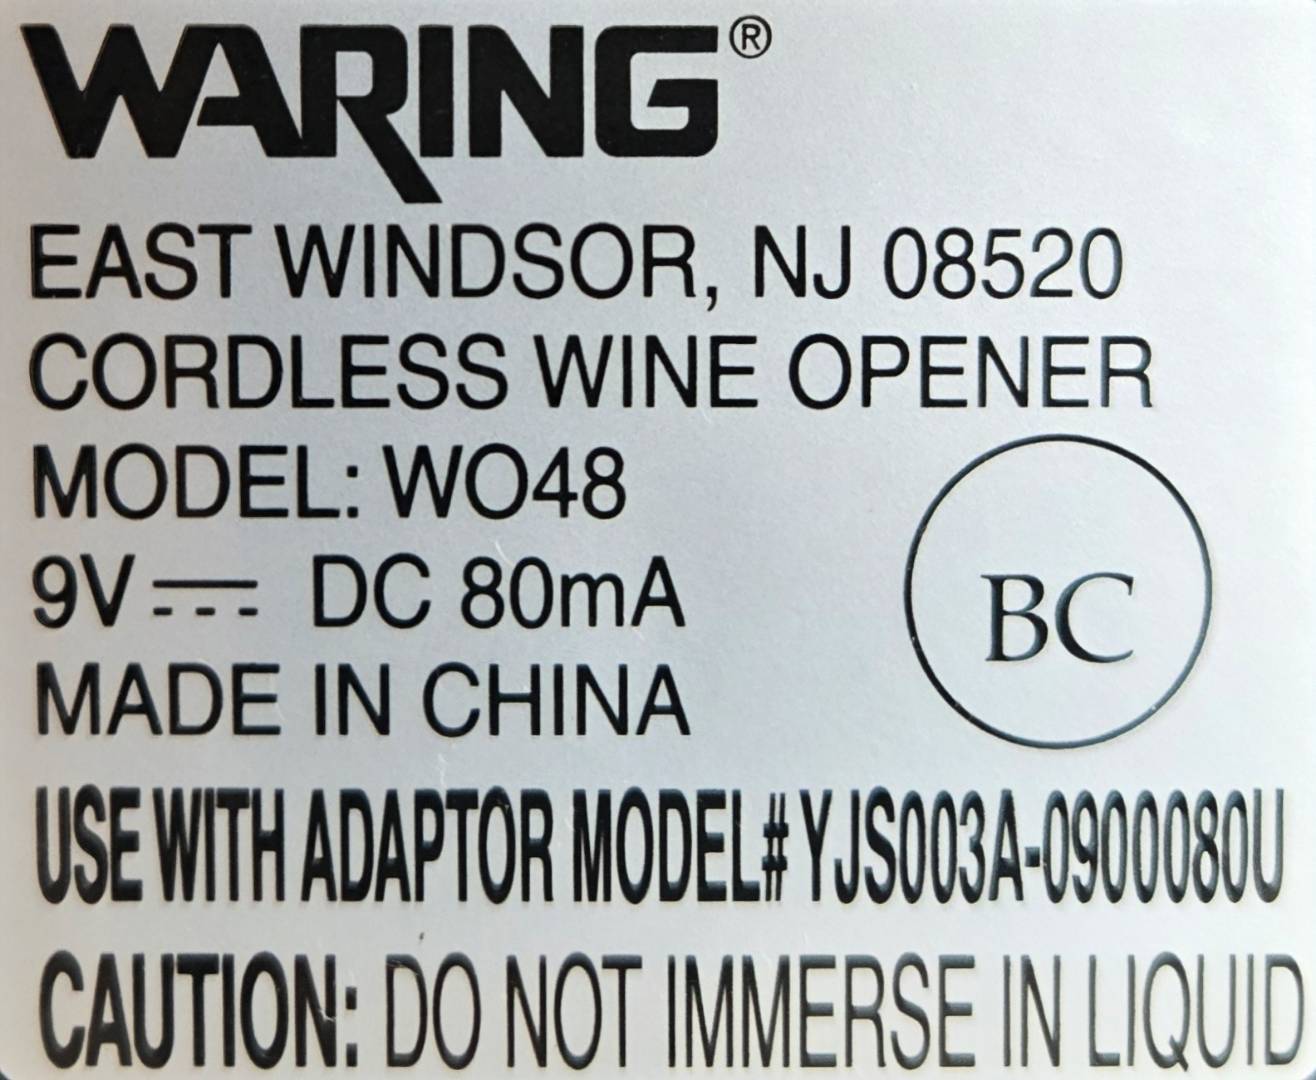 WARING®
EAST WINDSOR, NJ 08520
CORDLESS WINE OPENER
MODEL: WO48
9V⎓ DC 80mA
BC
MADE IN CHINA
USE WITH ADAPTOR MODEL# YJS003A-0900080U
CAUTION: DO NOT IMMERSE IN LIQUID